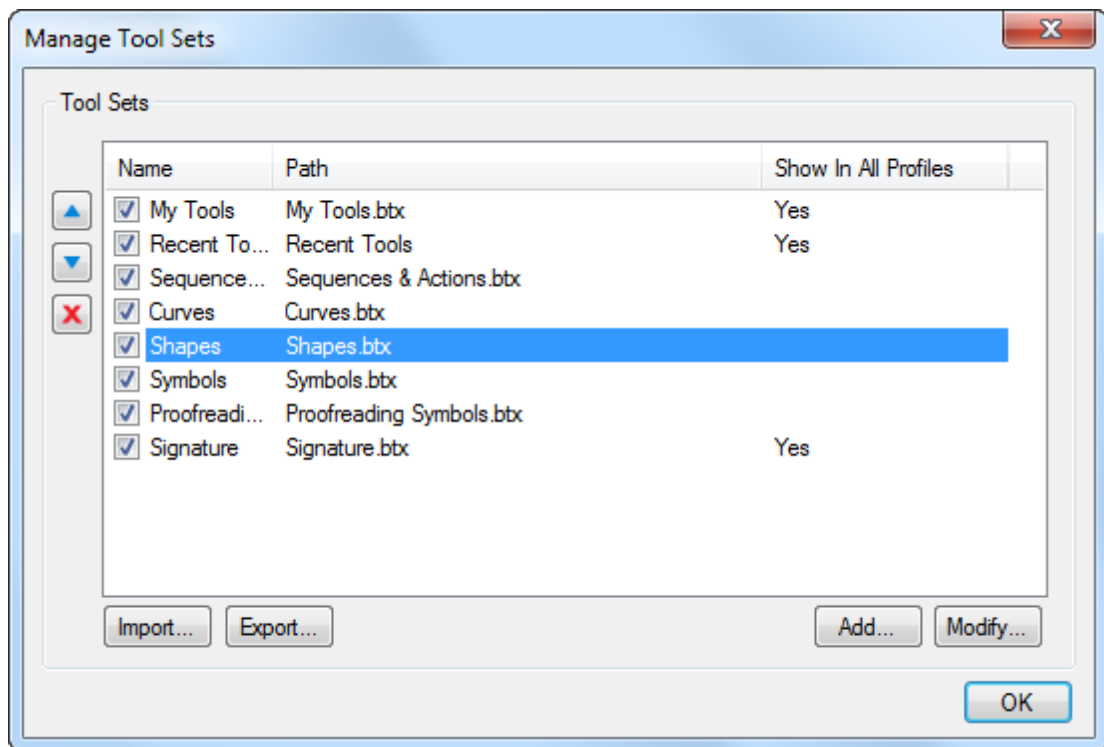 Manage Tool Sets
Tool Sets
Name Path Show In All Profiles
My Tools My Tools.btx Yes
Recent To... Recent Tools Yes
Sequence... Sequences & Actions.btx
Curves Curves.btx
Shapes Shapes.btx
Symbols Symbols.btx
Proofreadi... Proofreading Symbols.btx
Signature Signature.btx Yes
Import... Export... Add... Modify...
OK